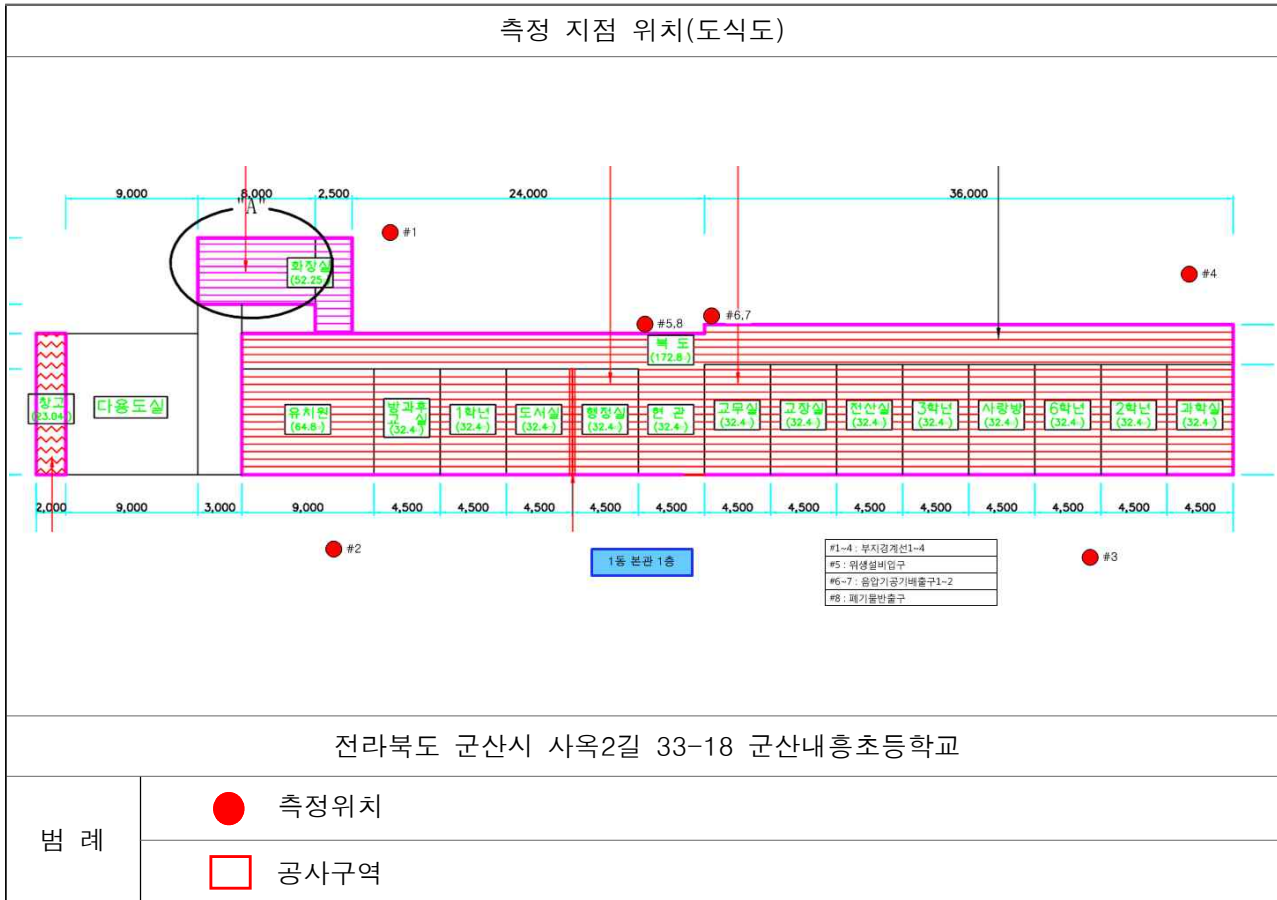 측정 지점 위치(도식도)
9,000
8,000
2,500
24,000
36,000
"A"
#1
화장실
(52.25)
#4
#5,8
#6,7
복 도
(172.8)
창고
(23.04)
다용도실
유치원
(64.8)
방과후
교 실
(32.4)
1학년
(32.4)
도서실
(32.4)
행정실
(32.4)
현 관
(32.4)
교무실
(32.4)
교장실
(32.4)
전산실
(32.4)
3학년
(32.4)
사랑방
(32.4)
6학년
(32.4)
2학년
(32.4)
과학실
(32.4)
2,000
9,000
3,000
9,000
4,500
4,500
4,500
4,500
4,500
4,500
4,500
4,500
4,500
4,500
4,500
4,500
4,500
#2
1동 본관 1층
#1~4 : 부지경계선1~4
#5 : 위생설비입구
#6~7 : 음압기공기배출구1~2
#8 : 폐기물반출구
#3
전라북도 군산시 사옥2길 33-18 군산내흥초등학교
범 례
측정위치
공사구역